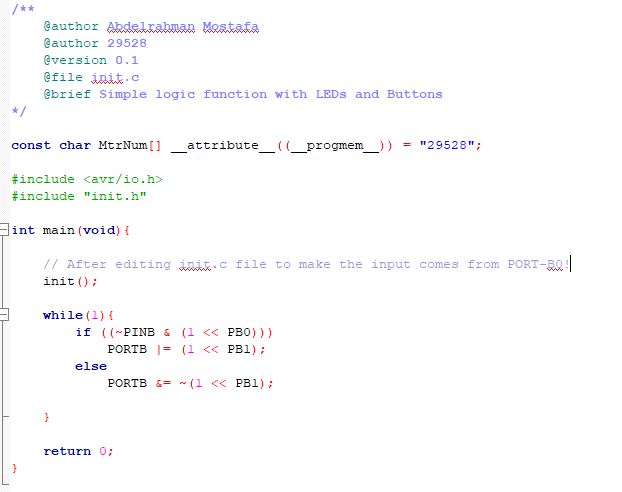 /**
@author Abdelrahman Mostafa
@author 29528
@version 0.1
@file init.c
@brief Simple logic function with LEDs and Buttons
*/
const char MtrNum[] __attribute__((__progmem__)) = "29528";
#include <avr/io.h>
#include "init.h"
int main(void){
// After editing init.c file to make the input comes from PORT-B0!
init();
while(1){
if ((~PINB & (1 << PB0)))
PORTB |= (1 << PB1);
else
PORTB &= ~(1 << PB1);
}
return 0;
}